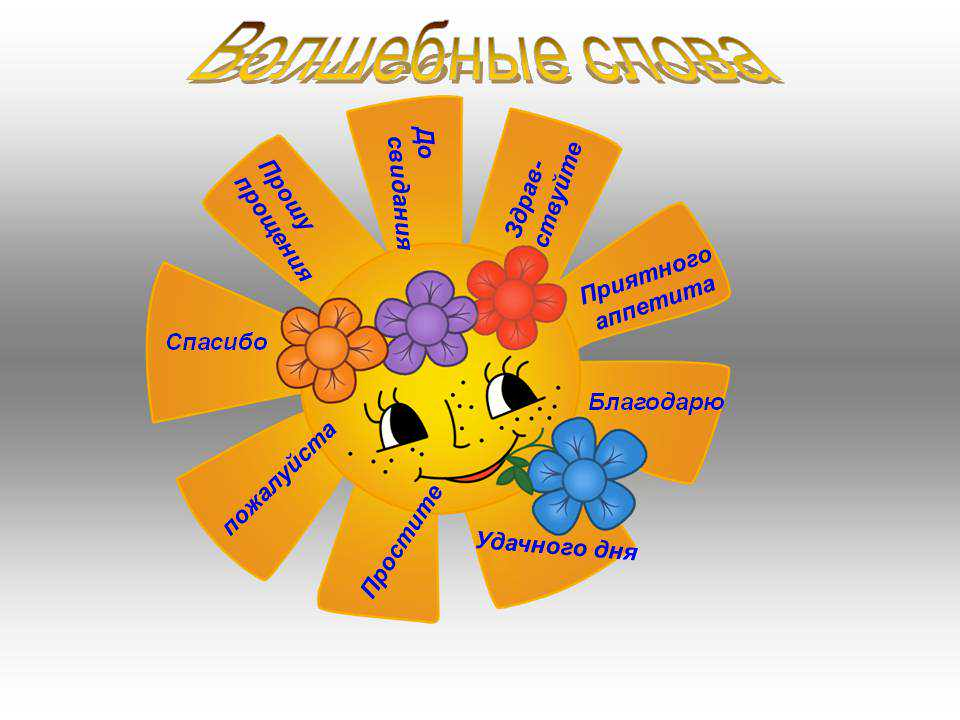 Волшебные слова
До
свидания
Здрав-
ствуйте
Приятного
аппетита
Благодарю
Удачного дня
Простите
пожалуйста
Спасибо
Прошу
прощения